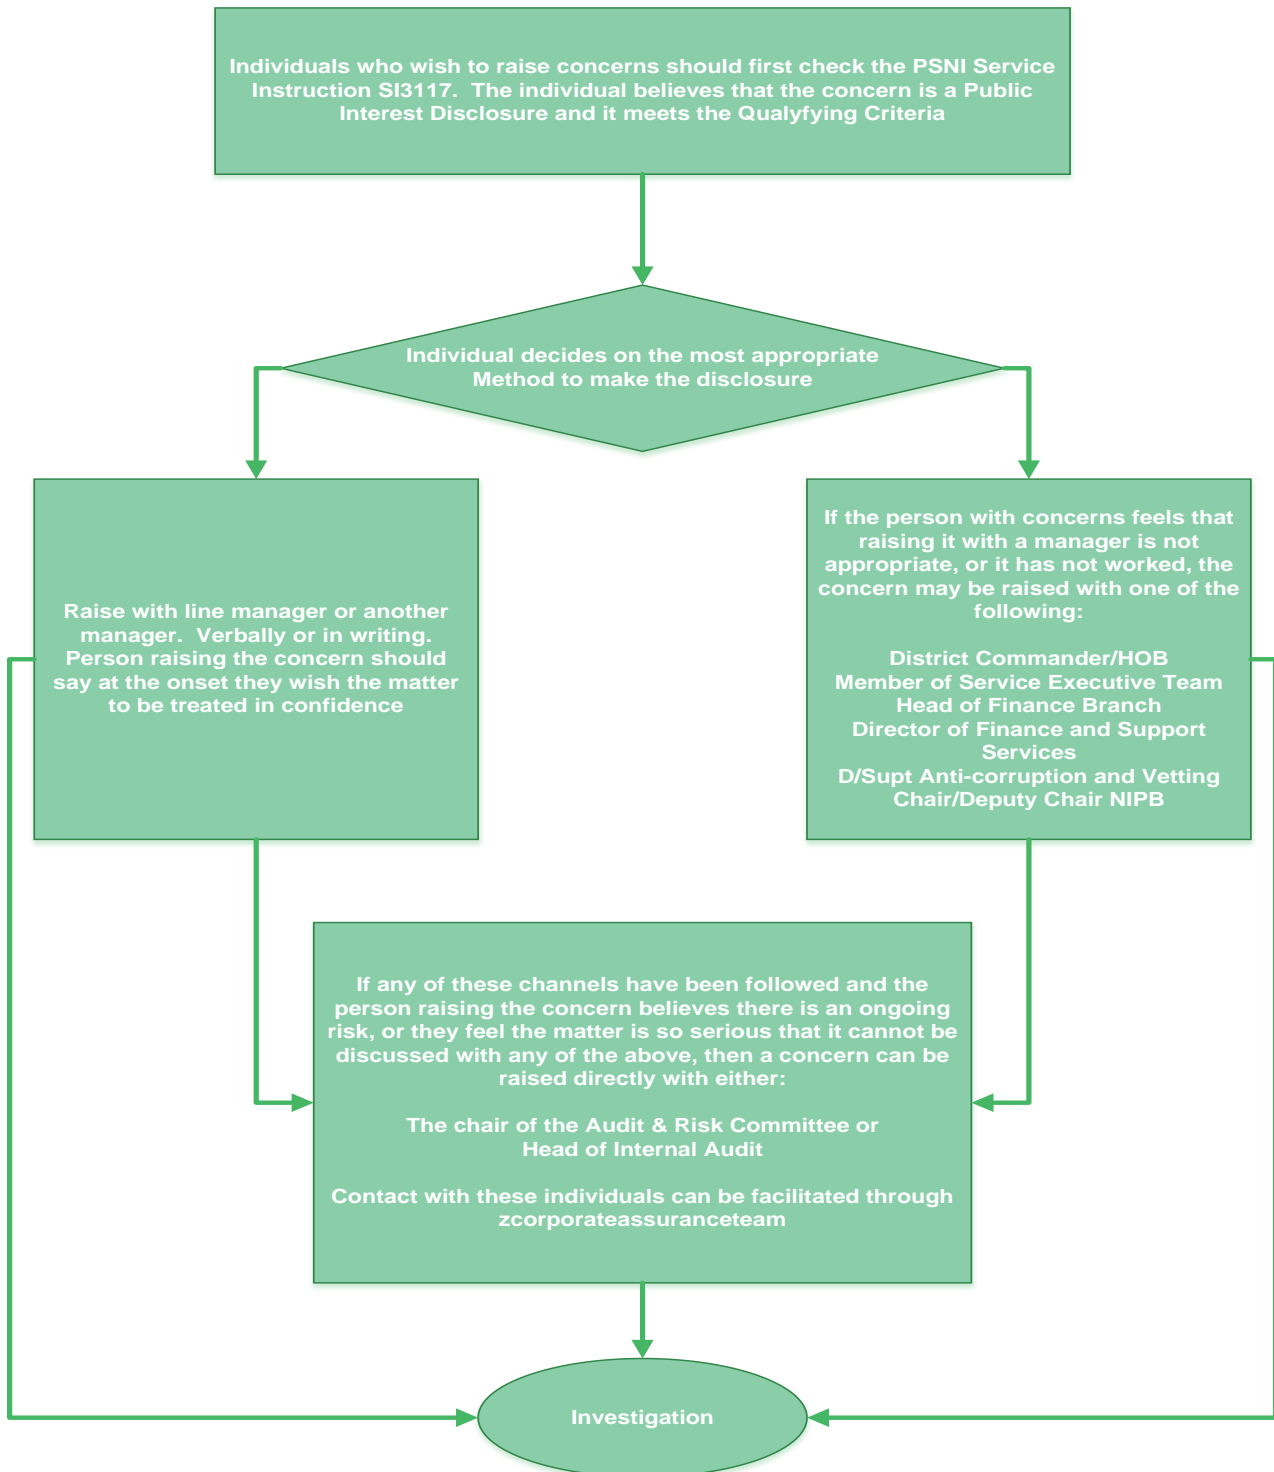 Individuals who wish to raise concerns should first check the PSNI Service
Instruction SI3117.  The individual believes that the concern is a Public
Interest Disclosure and it meets the Qualyfying Criteria
Individual decides on the most appropriate
Method to make the disclosure
Raise with line manager or another
manager.  Verbally or in writing.
Person raising the concern should
say at the onset they wish the matter
to be treated in confidence
If the person with concerns feels that
raising it with a manager is not
appropriate, or it has not worked, the
concern may be raised with one of the
following:
District Commander/HOB
Member of Service Executive Team
Head of Finance Branch
Director of Finance and Support
Services
D/Supt Anti-corruption and Vetting
Chair/Deputy Chair NIPB
If any of these channels have been followed and the
person raising the concern believes there is an ongoing
risk, or they feel the matter is so serious that it cannot be
discussed with any of the above, then a concern can be
raised directly with either:
The chair of the Audit & Risk Committee or
Head of Internal Audit
Contact with these individuals can be facilitated through
zcorporateassuranceteam
Investigation